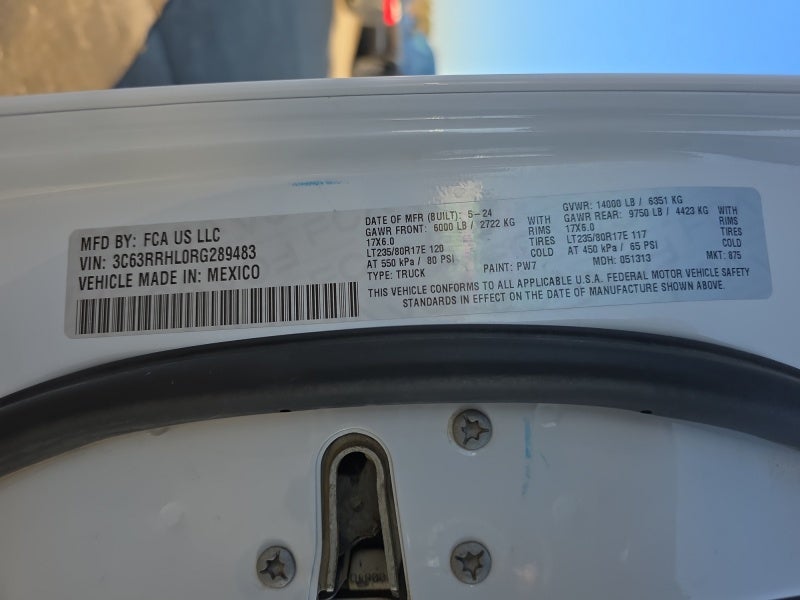 MFD BY: FCA US LLC
VIN: 3C63RRHL0RG289483
VEHICLE MADE IN: MEXICO
DATE OF MFR (BUILT): 5-24
GAWR FRONT: 6000 LB / 2722 KG WITH
17X6.0 RIMS
LT235/80R17E 120 TIRES
AT 550 kPa / 80 PSI COLD
TYPE: TRUCK PAINT: PW7
GVWR: 14000 LB / 6351 KG
GAWR REAR: 9750 LB / 4423 KG WITH
17X6.0 RIMS
LT235/80R17E 117 TIRES
AT 450 kPa / 65 PSI COLD
MDH: 051313 MKT: 875
THIS VEHICLE CONFORMS TO ALL APPLICABLE U.S.A. FEDERAL MOTOR VEHICLE SAFETY
STANDARDS IN EFFECT ON THE DATE OF MANUFACTURE SHOWN ABOVE.